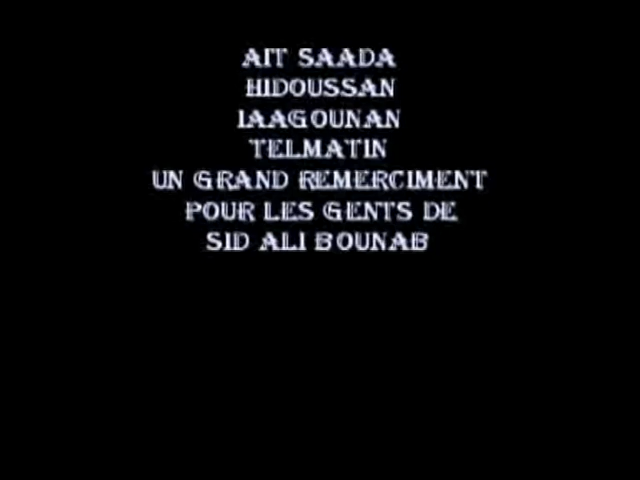 AIT SAADA
HIDOUSSAN
IAAGOUNAN
TELMATIN
UN GRAND REMERCIMENT
POUR LES GENTS DE
SID ALI BOUNAB